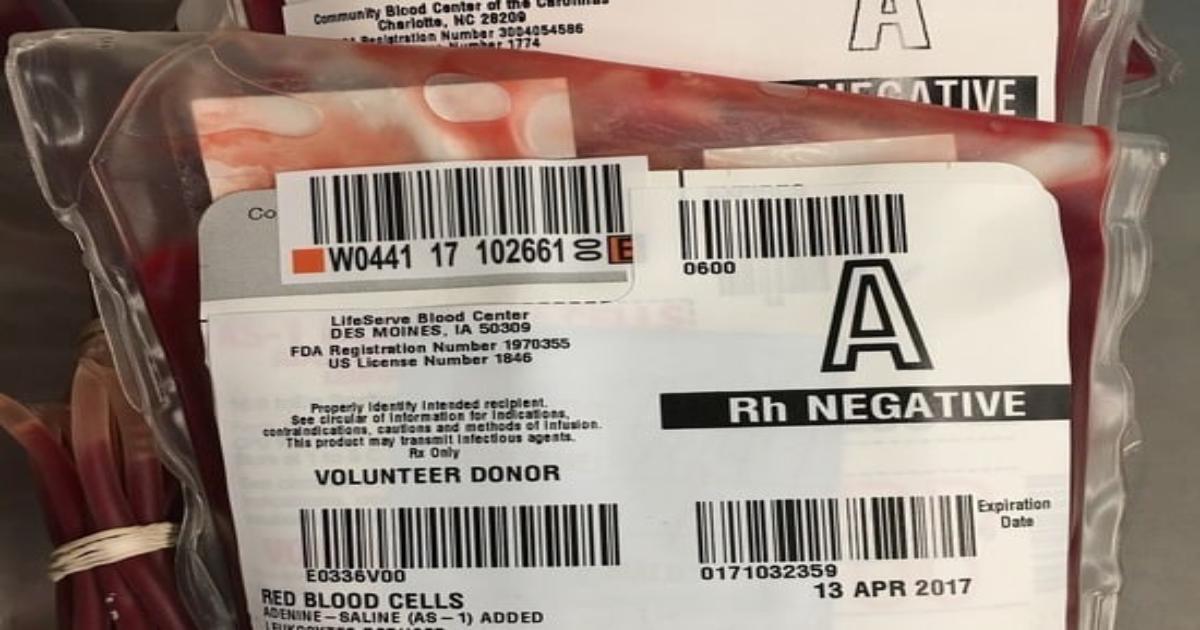 Community Blood Center of the Carolinas
Charlotte, NC 28209
Registration Number 3004054586
Number 1774
A
NEGATIVE
Co
W0441 17 102661 00 E
0600
A
LifeServe Blood Center
DES MOINES, IA 50309
FDA Registration Number 1970355
US License Number 1846
Rh NEGATIVE
Properly identify intended recipient.
See circular of information for indications,
contraindications, cautions and methods of infusion.
This product may transmit infectious agents.
Rx Only
VOLUNTEER DONOR
Expiration
Date
E0336V00
0171032359
13 APR 2017
RED BLOOD CELLS
ADENINE-SALINE (AS-1) ADDED
LEUKOCYTES REDUCED